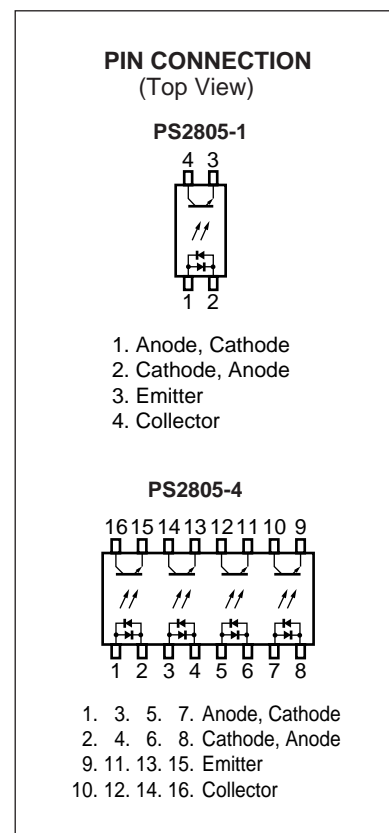 PIN CONNECTION
(Top View)
PS2805-1
4 3
1 2
1. Anode, Cathode
2. Cathode, Anode
3. Emitter
4. Collector
PS2805-4
16 15 14 13 12 11 10 9
1 2 3 4 5 6 7 8
1. 3. 5. 7. Anode, Cathode
2. 4. 6. 8. Cathode, Anode
9. 11. 13. 15. Emitter
10. 12. 14. 16. Collector